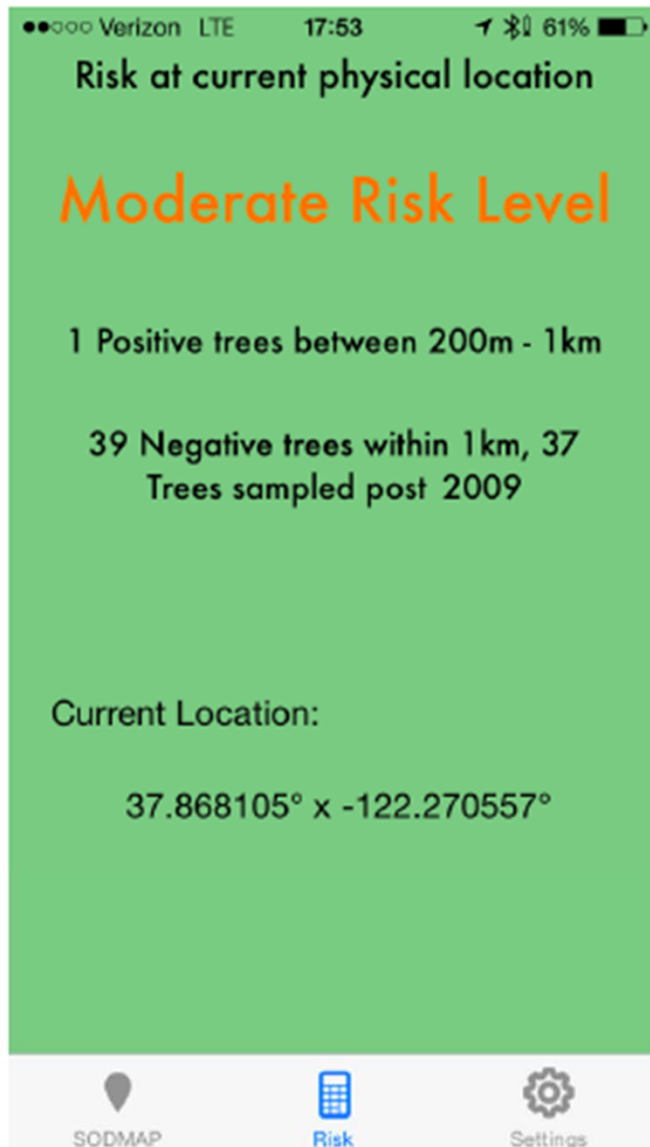 Verizon LTE 17:53 61%
Risk at current physical location
Moderate Risk Level
1 Positive trees between 200m - 1km
39 Negative trees within 1km, 37
Trees sampled post 2009
Current Location:
37.868105° x -122.270557°
SODMAP Risk Settings